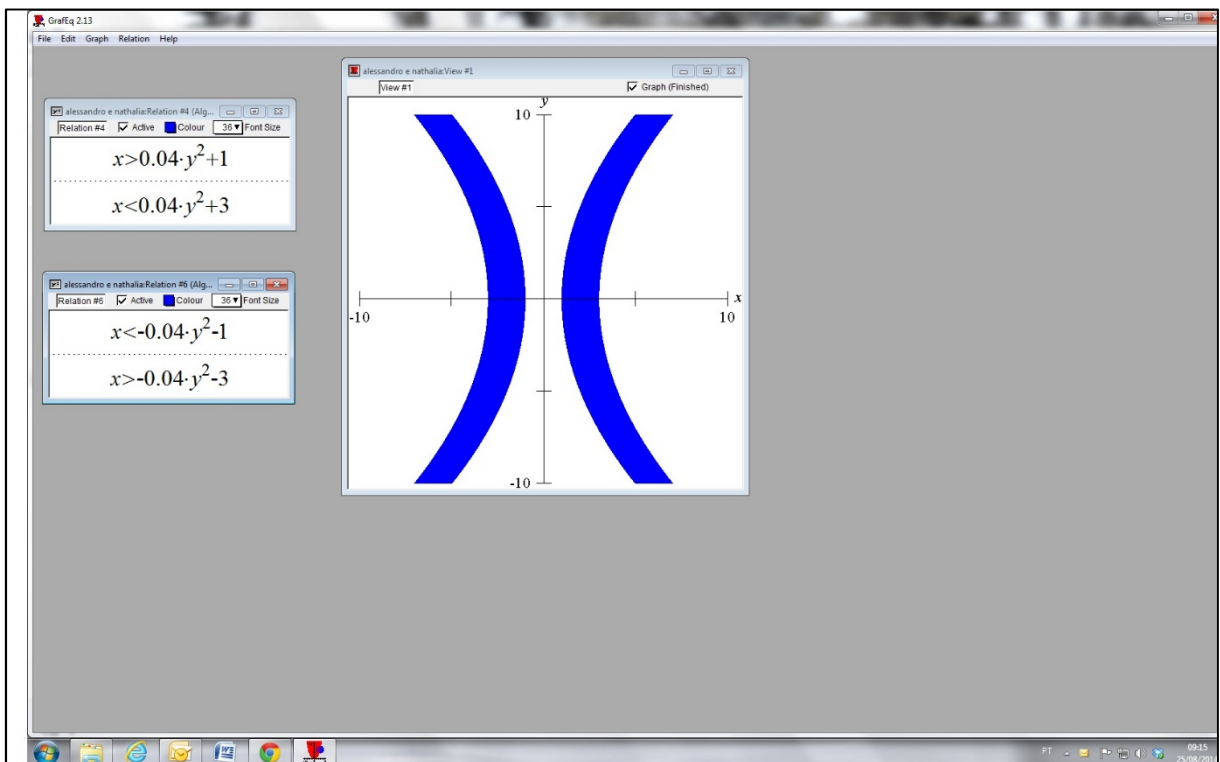 GrafEq 2.13
File Edit Graph Relation Help
alessandro e nathalia:Relation #4 (Alg...
Relation #4 Active Colour 36 Font Size
x>0.04·y²+1
x<0.04·y²+3
alessandro e nathalia:Relation #6 (Alg...
Relation #6 Active Colour 36 Font Size
x<-0.04·y²-1
x>-0.04·y²-3
alessandro e nathalia:View #1
View #1 Graph (Finished)
y
10
x
-10
10
-10
PT
09:15